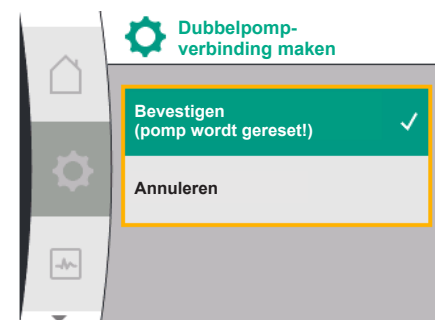 Dubbelpomp-
verbinding maken
Bevestigen
(pomp wordt gereset!)
Annuleren